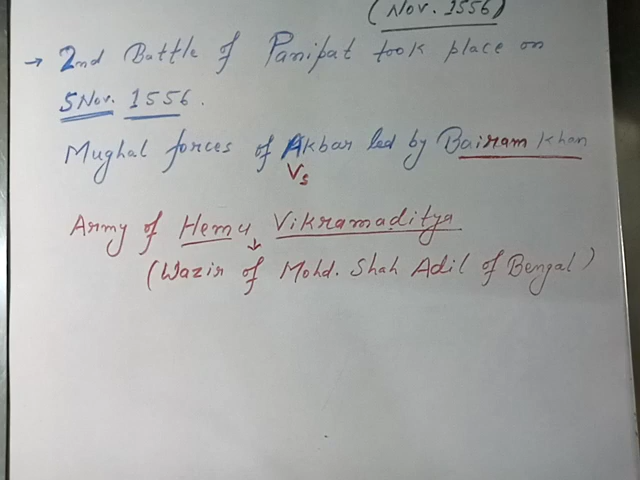 (Nov. 1556)
→ 2nd Battle of Panipat took place on
5 Nov. 1556.
Mughal forces of Akbar led by Bairam Khan
Vs
Army of Hemu Vikramaditya
↓
(Wazir of Mohd. Shah Adil of Bengal)